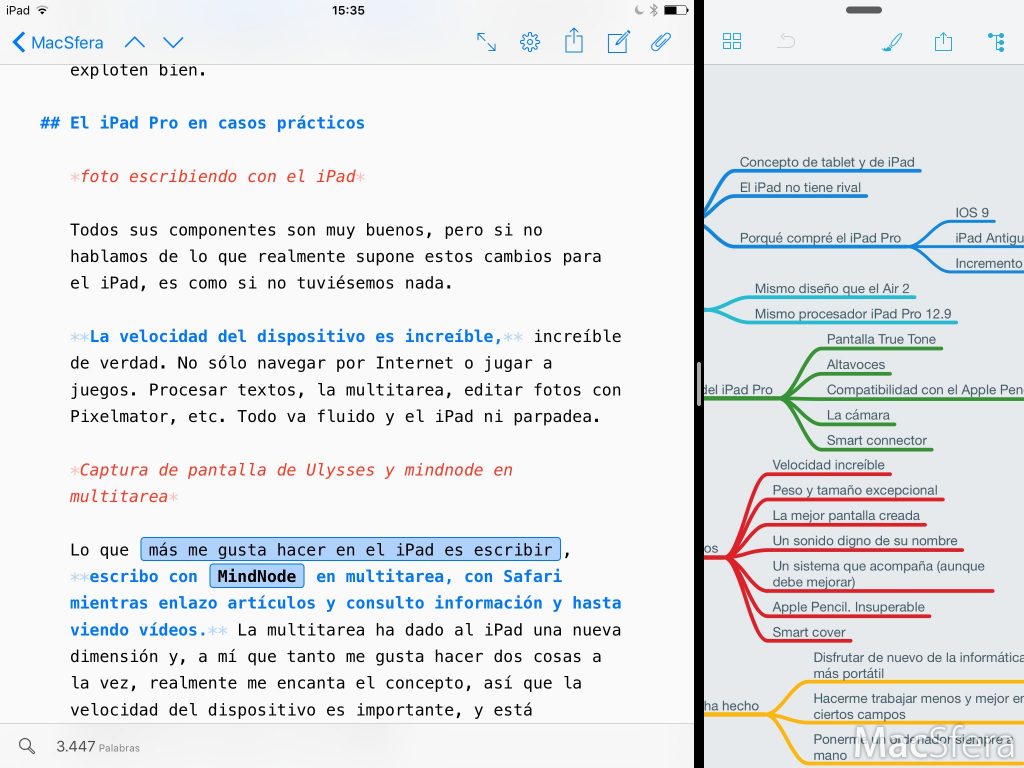 iPad
15:35
MacSfera
exploten bien.
## El iPad Pro en casos prácticos
*foto escribiendo con el iPad*
Todos sus componentes son muy buenos, pero si no
hablamos de lo que realmente supone estos cambios para
el iPad, es como si no tuviésemos nada.
**La velocidad del dispositivo es increíble,** increíble
de verdad. No sólo navegar por Internet o jugar a
juegos. Procesar textos, la multitarea, editar fotos con
Pixelmator, etc. Todo va fluido y el iPad ni parpadea.
*Captura de pantalla de Ulysses y mindnode en
multitarea*
Lo que más me gusta hacer en el iPad es escribir,
**escribo con MindNode en multitarea, con Safari
mientras enlazo artículos y consulto información y hasta
viendo vídeos.** La multitarea ha dado al iPad una nueva
dimensión y, a mí que tanto me gusta hacer dos cosas a
la vez, realmente me encanta el concepto, así que la
velocidad del dispositivo es importante, y está
3.447 Palabras
Concepto de tablet y de iPad
El iPad no tiene rival
Porqué compré el iPad Pro
IOS 9
iPad Antigu
Incremento
Mismo diseño que el Air 2
Mismo procesador iPad Pro 12.9
del iPad Pro
Pantalla True Tone
Altavoces
Compatibilidad con el Apple Pen
La cámara
Smart connector
os
Velocidad increíble
Peso y tamaño excepcional
La mejor pantalla creada
Un sonido digno de su nombre
Un sistema que acompaña (aunque
debe mejorar)
Apple Pencil. Insuperable
Smart cover
ha hecho
Disfrutar de nuevo de la informática
más portátil
Hacerme trabajar menos y mejor en
ciertos campos
Ponerme un ordenador siempre a
mano
MacSfera